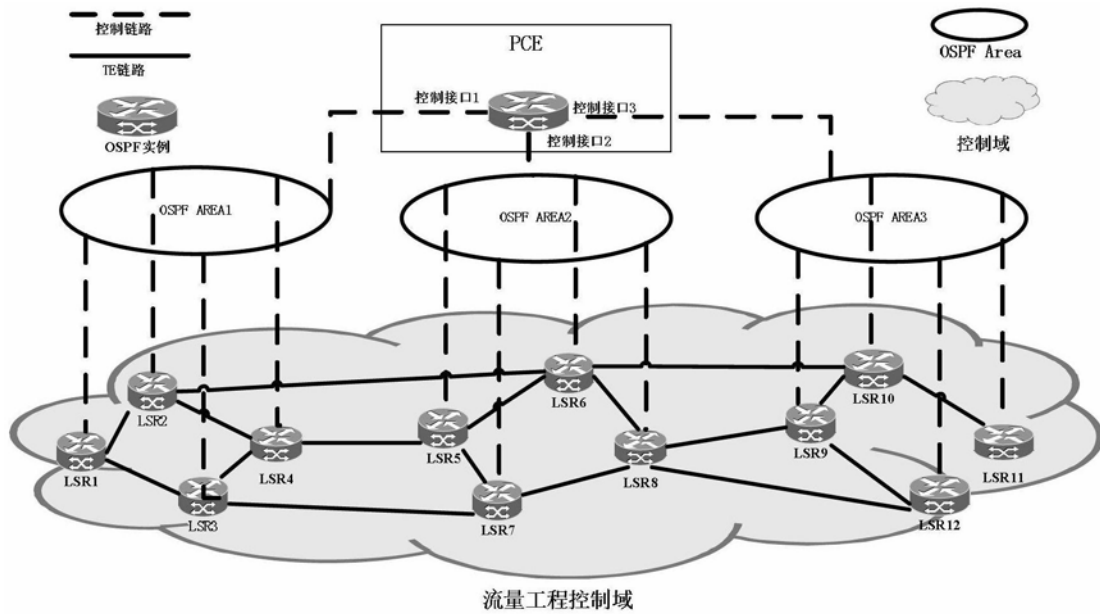 控制链路
TE链路
OSPF实例
PCE
控制接口1
控制接口3
控制接口2
OSPF Area
控制域
OSPF AREA1
OSPF AREA2
OSPF AREA3
LSR1
LSR2
LSR3
LSR4
LSR5
LSR6
LSR7
LSR8
LSR9
LSR10
LSR11
LSR12
流量工程控制域